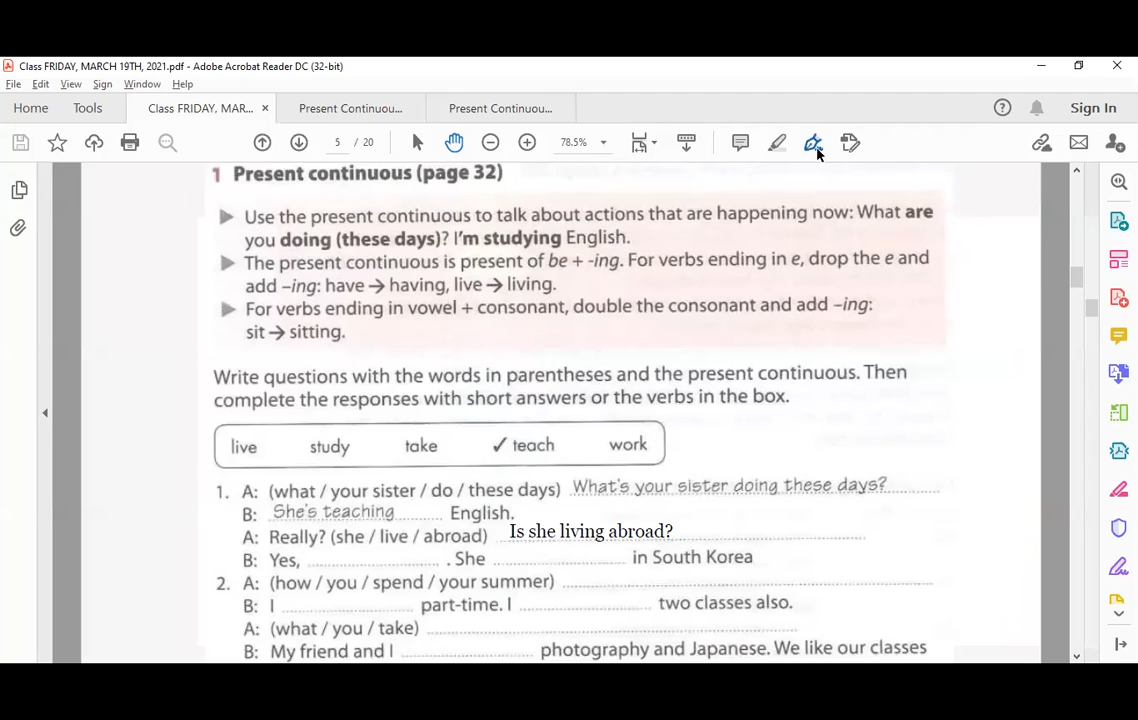 Class FRIDAY, MARCH 19TH, 2021.pdf - Adobe Acrobat Reader DC (32-bit)
File Edit View Sign Window Help
Home Tools Class FRIDAY, MAR... × Present Continuou... Present Continuou... Sign In
5 / 20 78.5%
1 Present continuous (page 32)
Use the present continuous to talk about actions that are happening now: What are
you doing (these days)? I'm studying English.
The present continuous is present of be + -ing. For verbs ending in e, drop the e and
add –ing: have → having, live → living.
For verbs ending in vowel + consonant, double the consonant and add –ing:
sit → sitting.
Write questions with the words in parentheses and the present continuous. Then
complete the responses with short answers or the verbs in the box.
live study take ✓ teach work
1. A: (what / your sister / do / these days) What's your sister doing these days?
B: She's teaching English.
A: Really? (she / live / abroad) Is she living abroad?
B: Yes, . She in South Korea
2. A: (how / you / spend / your summer)
B: I part-time. I two classes also.
A: (what / you / take)
B: My friend and I photography and Japanese. We like our classes